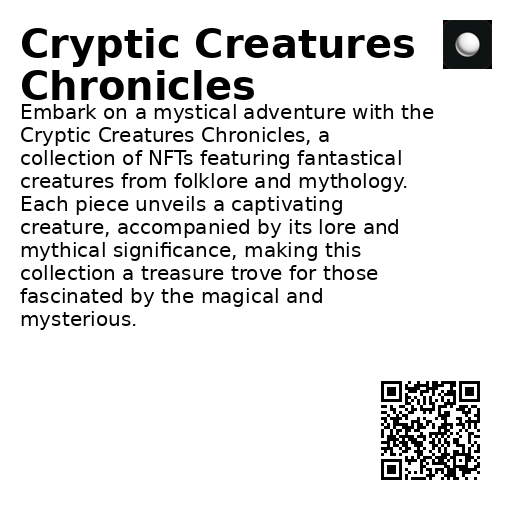 Cryptic Creatures
Chronicles
Embark on a mystical adventure with the
Cryptic Creatures Chronicles, a
collection of NFTs featuring fantastical
creatures from folklore and mythology.
Each piece unveils a captivating
creature, accompanied by its lore and
mythical significance, making this
collection a treasure trove for those
fascinated by the magical and
mysterious.